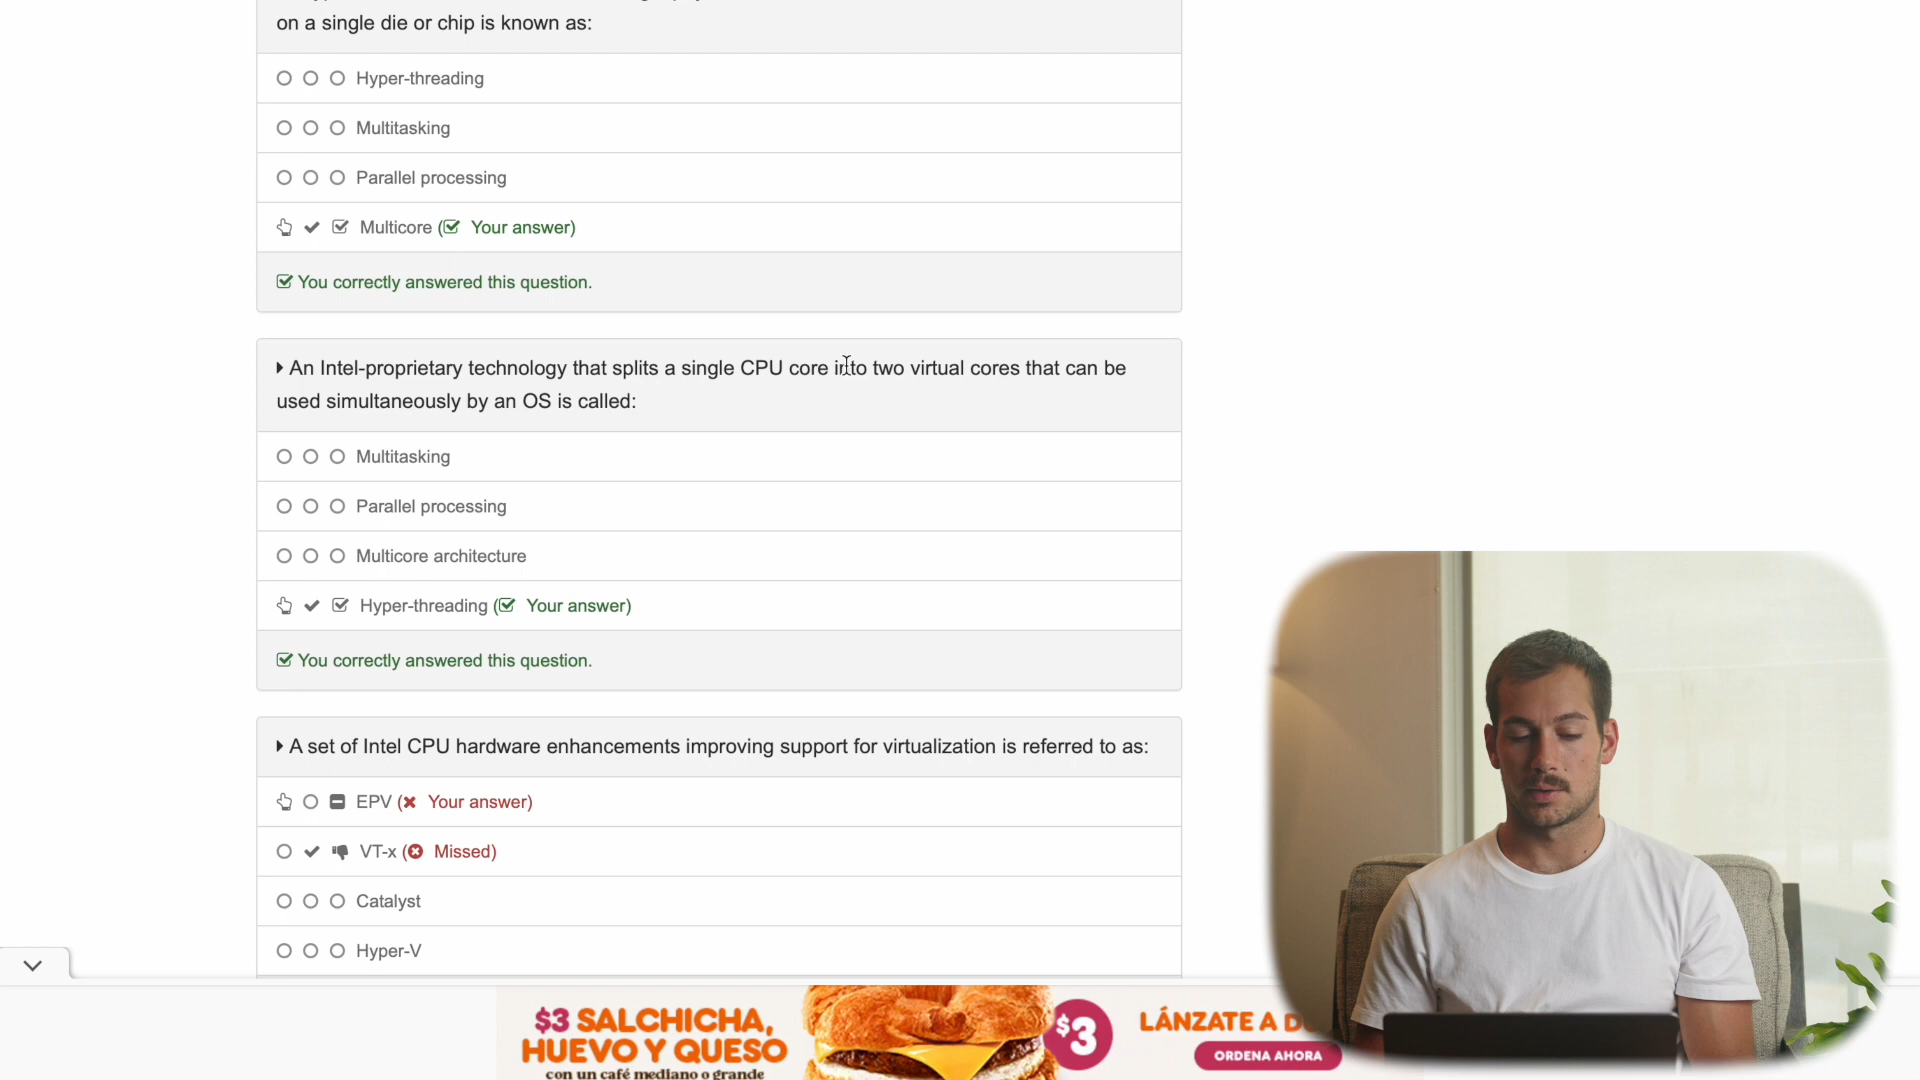 on a single die or chip is known as:
Hyper-threading
Multitasking
Parallel processing
Multicore ( Your answer)
You correctly answered this question.
An Intel-proprietary technology that splits a single CPU core into two virtual cores that can be
used simultaneously by an OS is called:
Multitasking
Parallel processing
Multicore architecture
Hyper-threading ( Your answer)
You correctly answered this question.
A set of Intel CPU hardware enhancements improving support for virtualization is referred to as:
EPV ( Your answer)
VT-x ( Missed)
Catalyst
Hyper-V
$3 SALCHICHA,
HUEVO Y QUESO
con un café mediano o grande
$3
LÁNZATE A
ORDENA AHORA